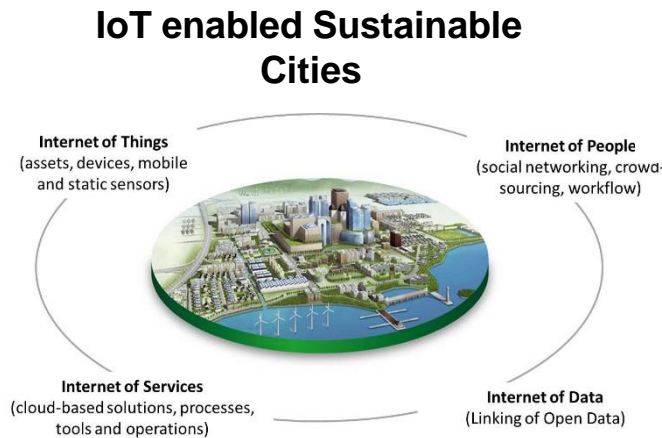 IoT enabled Sustainable
Cities
Internet of Things
(assets, devices, mobile
and static sensors)
Internet of People
(social networking, crowd-
sourcing, workflow)
Internet of Services
(cloud-based solutions, processes,
tools and operations)
Internet of Data
(Linking of Open Data)